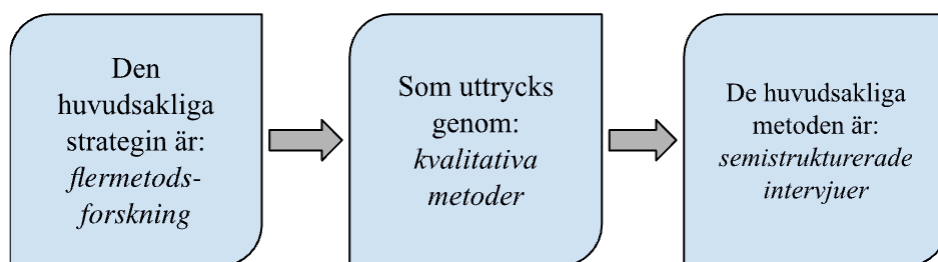 Den
huvudsakliga
strategin är:
flermetods-
forskning
Som uttrycks
genom:
kvalitativa
metoder
De huvudsakliga
metoden är:
semistrukturerade
intervjuer